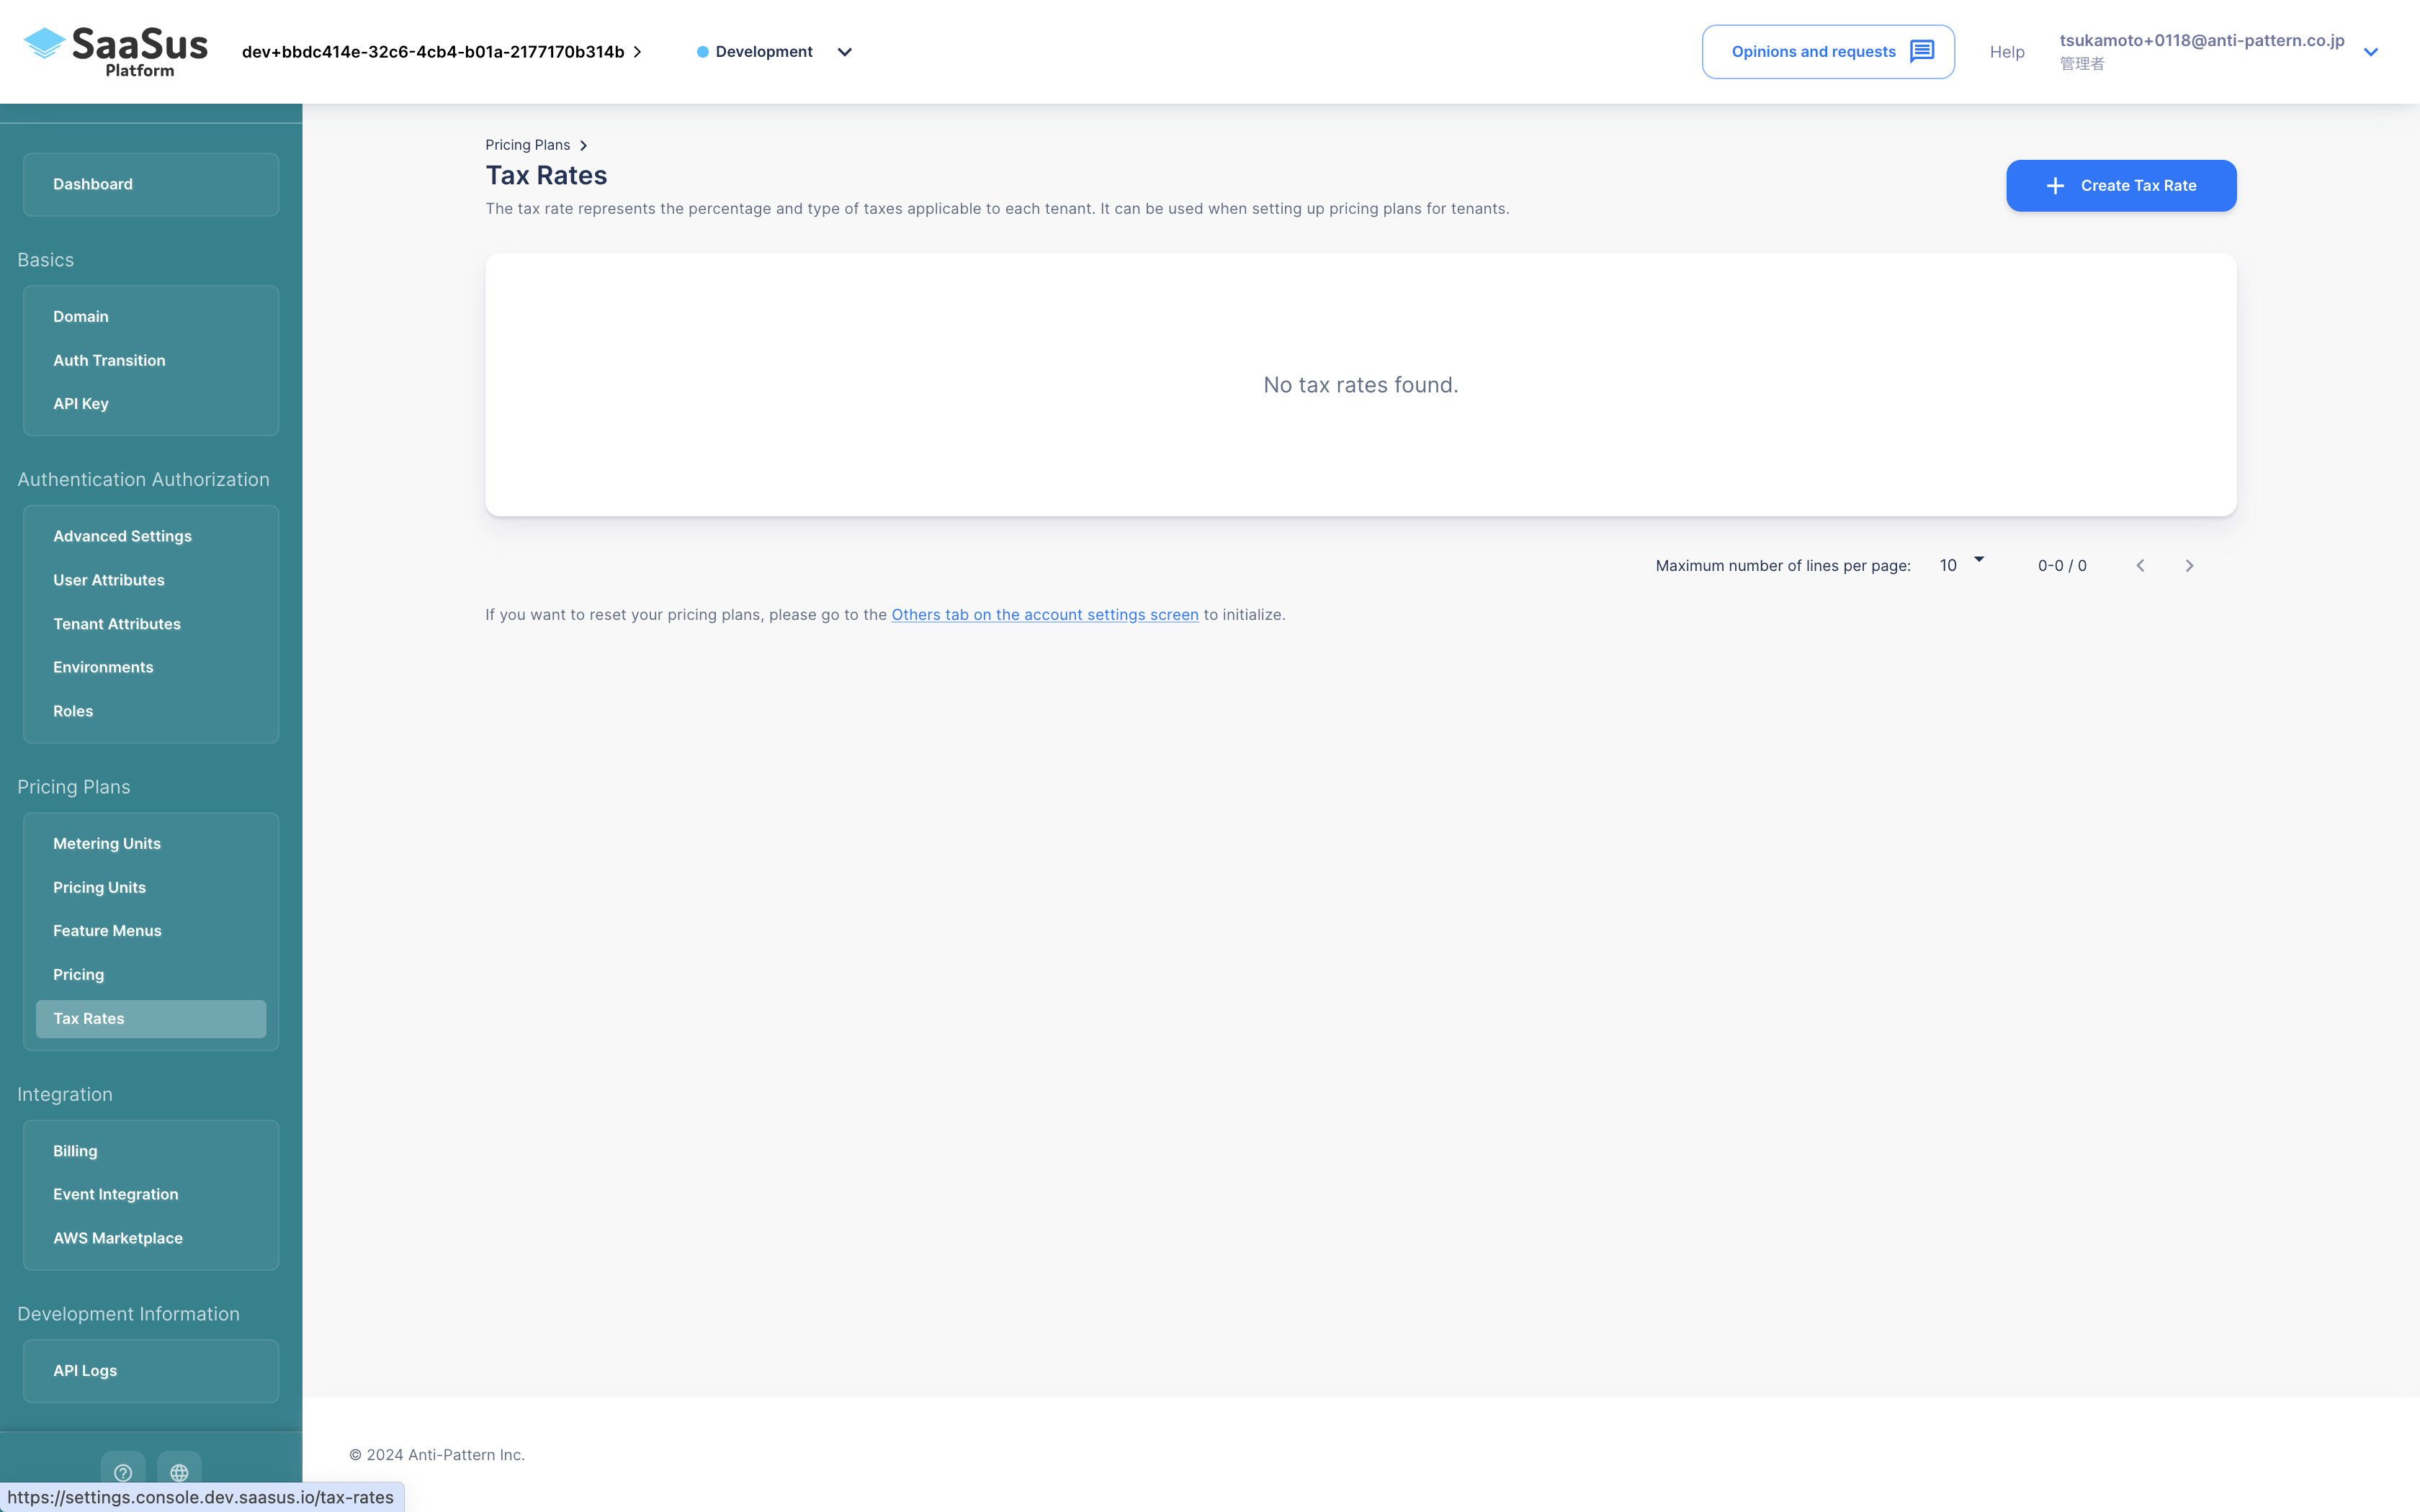 SaaSus
Platform
dev+bbdc414e-32c6-4cb4-b01a-2177170b314b
Development
Opinions and requests
Help
tsukamoto+0118@anti-pattern.co.jp
管理者
Dashboard
Basics
Domain
Auth Transition
API Key
Authentication Authorization
Advanced Settings
User Attributes
Tenant Attributes
Environments
Roles
Pricing Plans
Metering Units
Pricing Units
Feature Menus
Pricing
Tax Rates
Integration
Billing
Event Integration
AWS Marketplace
Development Information
API Logs
https://settings.console.dev.saasus.io/tax-rates
Pricing Plans
Tax Rates
The tax rate represents the percentage and type of taxes applicable to each tenant. It can be used when setting up pricing plans for tenants.
Create Tax Rate
No tax rates found.
Maximum number of lines per page: 10 0-0 / 0
If you want to reset your pricing plans, please go to the Others tab on the account settings screen to initialize.
© 2024 Anti-Pattern Inc.